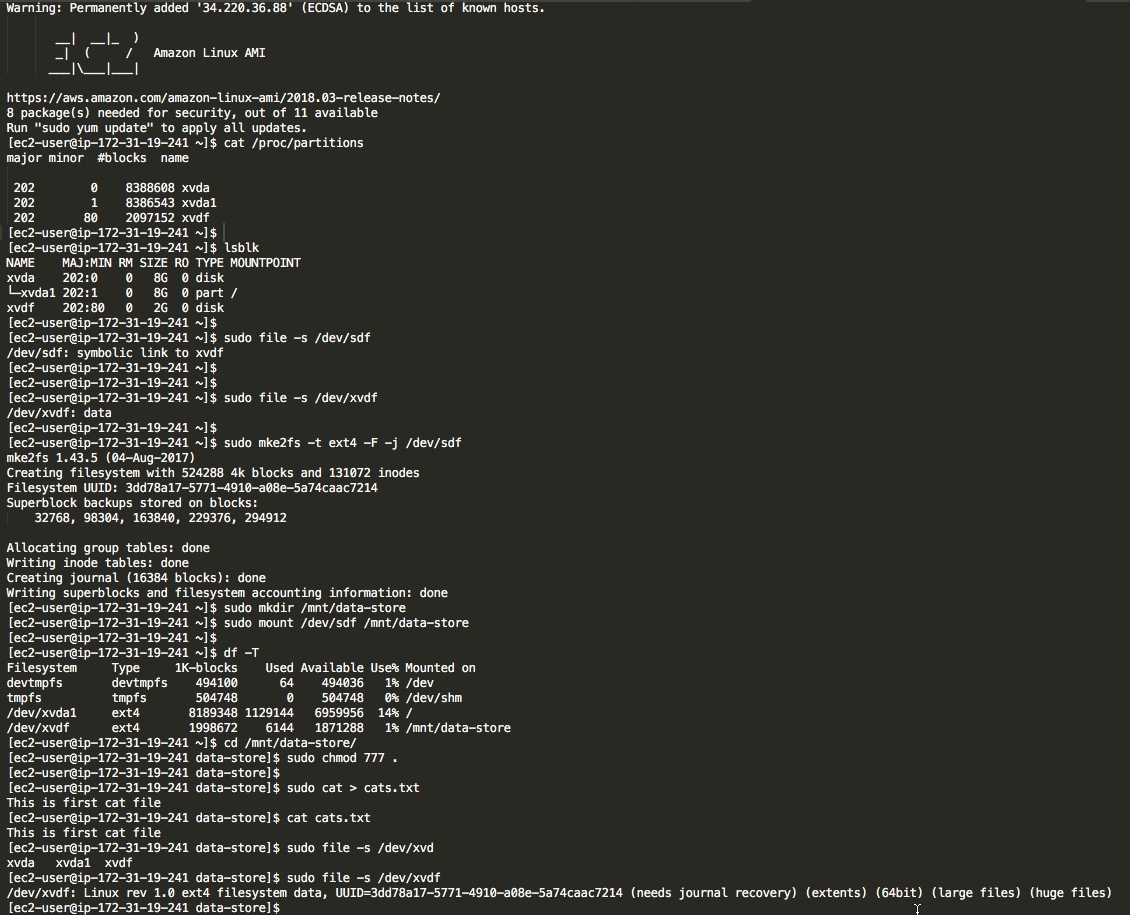 Warning: Permanently added '34.220.36.88' (ECDSA) to the list of known hosts.

       __|  __|_  )
       _|  (     /   Amazon Linux AMI
      ___|\___|___|

https://aws.amazon.com/amazon-linux-ami/2018.03-release-notes/
8 package(s) needed for security, out of 11 available
Run "sudo yum update" to apply all updates.
[ec2-user@ip-172-31-19-241 ~]$ cat /proc/partitions
major minor  #blocks  name

 202        0    8388608 xvda
 202        1    8386543 xvda1
 202       80    2097152 xvdf
[ec2-user@ip-172-31-19-241 ~]$
[ec2-user@ip-172-31-19-241 ~]$ lsblk
NAME    MAJ:MIN RM SIZE RO TYPE MOUNTPOINT
xvda    202:0    0   8G  0 disk
└─xvda1 202:1    0   8G  0 part /
xvdf    202:80   0   2G  0 disk
[ec2-user@ip-172-31-19-241 ~]$
[ec2-user@ip-172-31-19-241 ~]$ sudo file -s /dev/sdf
/dev/sdf: symbolic link to xvdf
[ec2-user@ip-172-31-19-241 ~]$
[ec2-user@ip-172-31-19-241 ~]$
[ec2-user@ip-172-31-19-241 ~]$ sudo file -s /dev/xvdf
/dev/xvdf: data
[ec2-user@ip-172-31-19-241 ~]$
[ec2-user@ip-172-31-19-241 ~]$ sudo mke2fs -t ext4 -F -j /dev/sdf
mke2fs 1.43.5 (04-Aug-2017)
Creating filesystem with 524288 4k blocks and 131072 inodes
Filesystem UUID: 3dd78a17-5771-4910-a08e-5a74caac7214
Superblock backups stored on blocks:
    32768, 98304, 163840, 229376, 294912

Allocating group tables: done
Writing inode tables: done
Creating journal (16384 blocks): done
Writing superblocks and filesystem accounting information: done
[ec2-user@ip-172-31-19-241 ~]$ sudo mkdir /mnt/data-store
[ec2-user@ip-172-31-19-241 ~]$ sudo mount /dev/sdf /mnt/data-store
[ec2-user@ip-172-31-19-241 ~]$
[ec2-user@ip-172-31-19-241 ~]$ df -T
Filesystem     Type     1K-blocks    Used Available Use% Mounted on
devtmpfs       devtmpfs    494100      64    494036   1% /dev
tmpfs          tmpfs       504748       0    504748   0% /dev/shm
/dev/xvda1     ext4       8189348 1129144   6959956  14% /
/dev/xvdf      ext4       1998672    6144   1871288   1% /mnt/data-store
[ec2-user@ip-172-31-19-241 ~]$ cd /mnt/data-store/
[ec2-user@ip-172-31-19-241 data-store]$ sudo chmod 777 .
[ec2-user@ip-172-31-19-241 data-store]$
[ec2-user@ip-172-31-19-241 data-store]$ sudo cat > cats.txt
This is first cat file
[ec2-user@ip-172-31-19-241 data-store]$ cat cats.txt
This is first cat file
[ec2-user@ip-172-31-19-241 data-store]$ sudo file -s /dev/xvd
xvda   xvda1  xvdf
[ec2-user@ip-172-31-19-241 data-store]$ sudo file -s /dev/xvdf
/dev/xvdf: Linux rev 1.0 ext4 filesystem data, UUID=3dd78a17-5771-4910-a08e-5a74caac7214 (needs journal recovery) (extents) (64bit) (large files) (huge files)
[ec2-user@ip-172-31-19-241 data-store]$